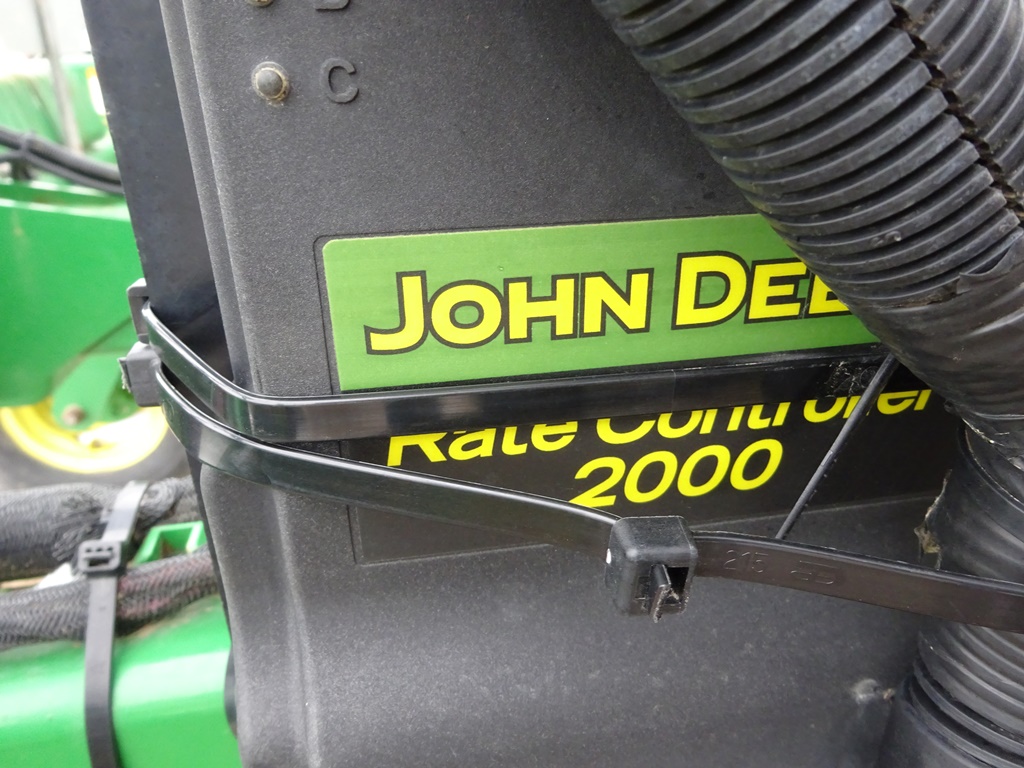 C
JOHN DEE
Rate Controller
2000
215